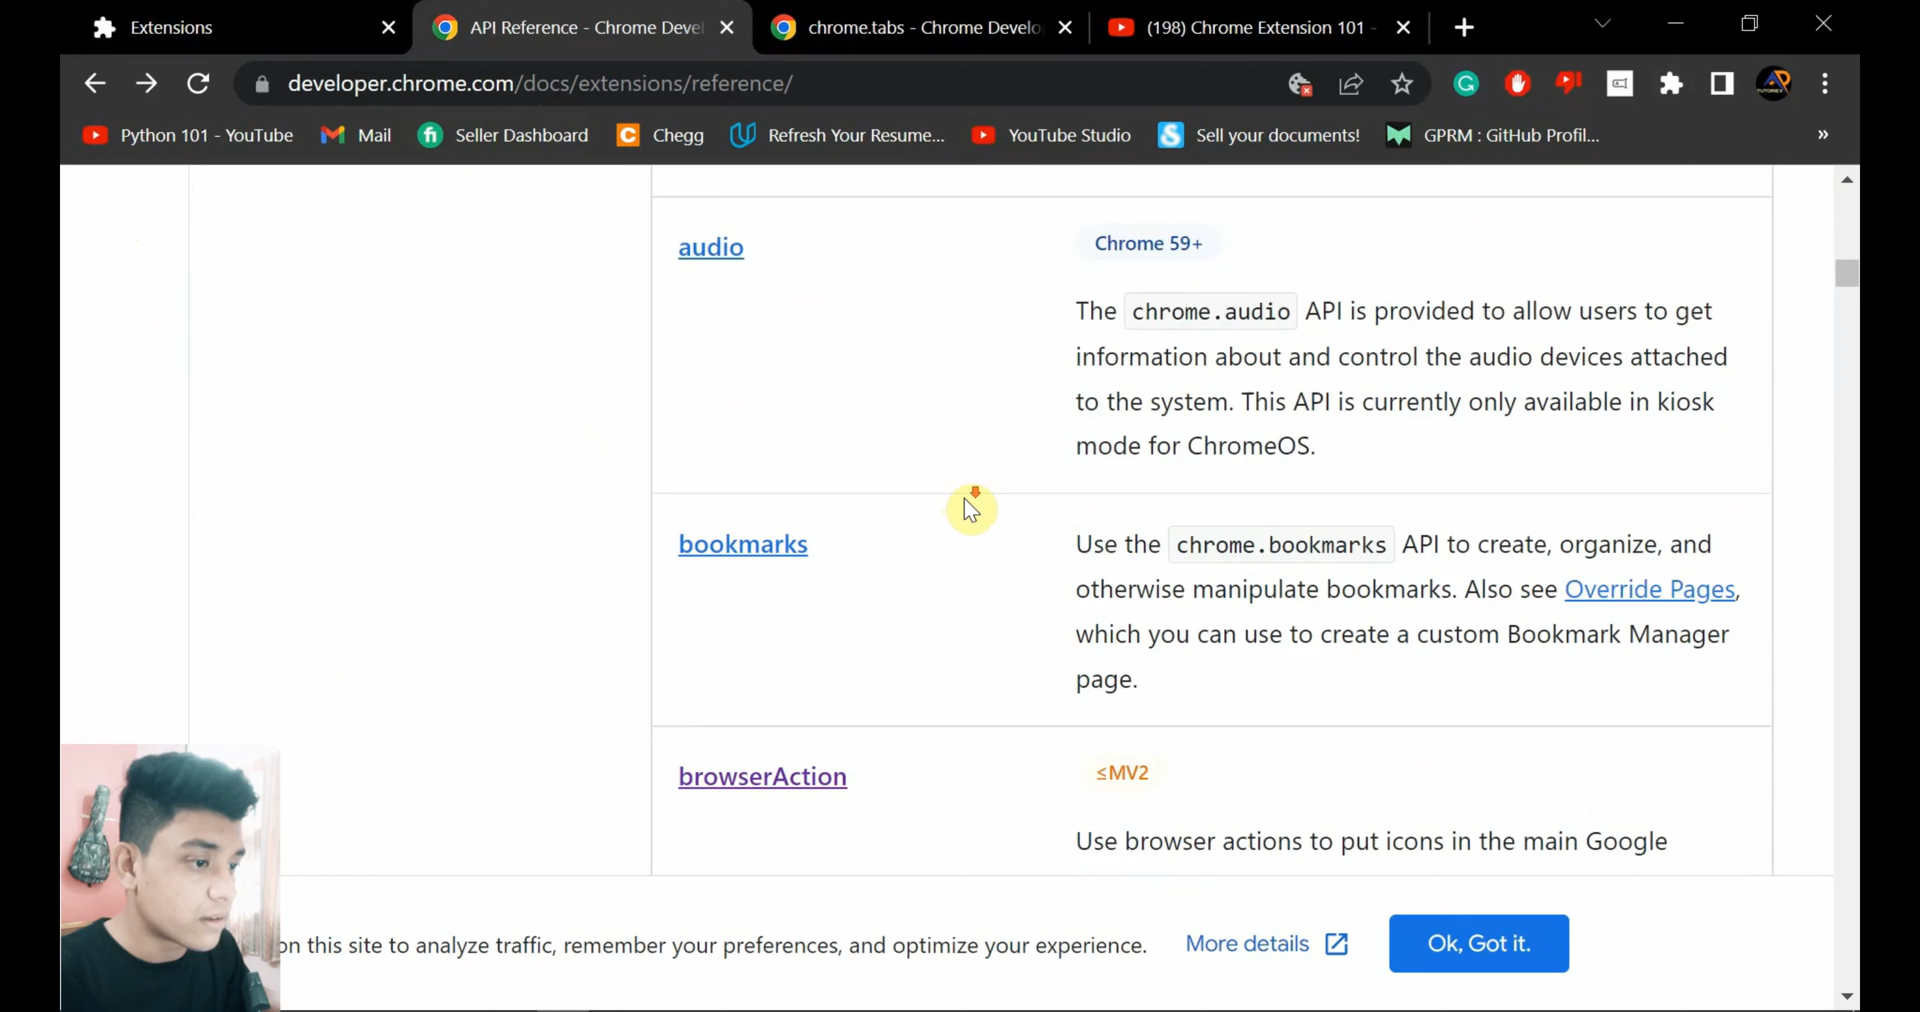 Extensions
API Reference - Chrome Deve
chrome.tabs - Chrome Develo
(198) Chrome Extension 101 -
developer.chrome.com/docs/extensions/reference/
Python 101 - YouTube
Mail
Seller Dashboard
Chegg
Refresh Your Resume...
YouTube Studio
Sell your documents!
GPRM : GitHub Profil...
»
audio
Chrome 59+
The chrome.audio API is provided to allow users to get
information about and control the audio devices attached
to the system. This API is currently only available in kiosk
mode for ChromeOS.
bookmarks
Use the chrome.bookmarks API to create, organize, and
otherwise manipulate bookmarks. Also see Override Pages,
which you can use to create a custom Bookmark Manager
page.
browserAction
≤MV2
Use browser actions to put icons in the main Google
on this site to analyze traffic, remember your preferences, and optimize your experience.
More details
Ok, Got it.